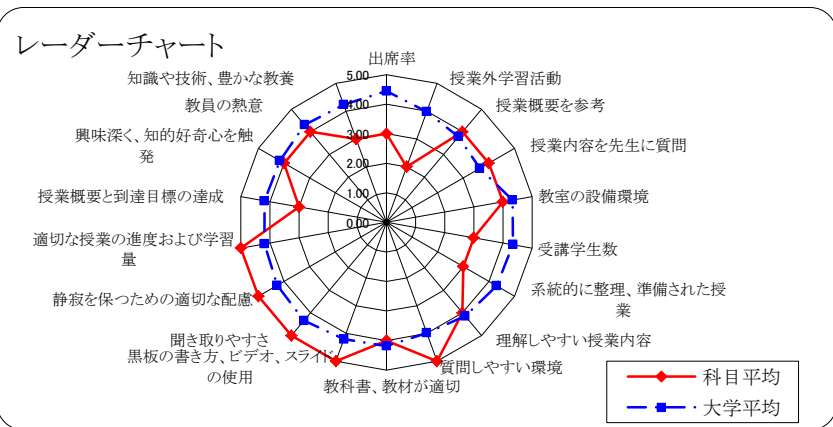 レーダーチャート
出席率
授業外学習活動
授業概要を参考
授業内容を先生に質問
教室の設備環境
受講学生数
系統的に整理、準備された授
業
理解しやすい授業内容
質問しやすい環境
教科書、教材が適切
黒板の書き方、ビデオ、スライド
の使用
聞き取りやすさ
静寂を保つための適切な配慮
適切な授業の進度および学習
量
授業概要と到達目標の達成
興味深く、知的好奇心を触
発
教員の熱意
知識や技術、豊かな教養
5.00
4.00
3.00
2.00
1.00
0.00
科目平均
大学平均